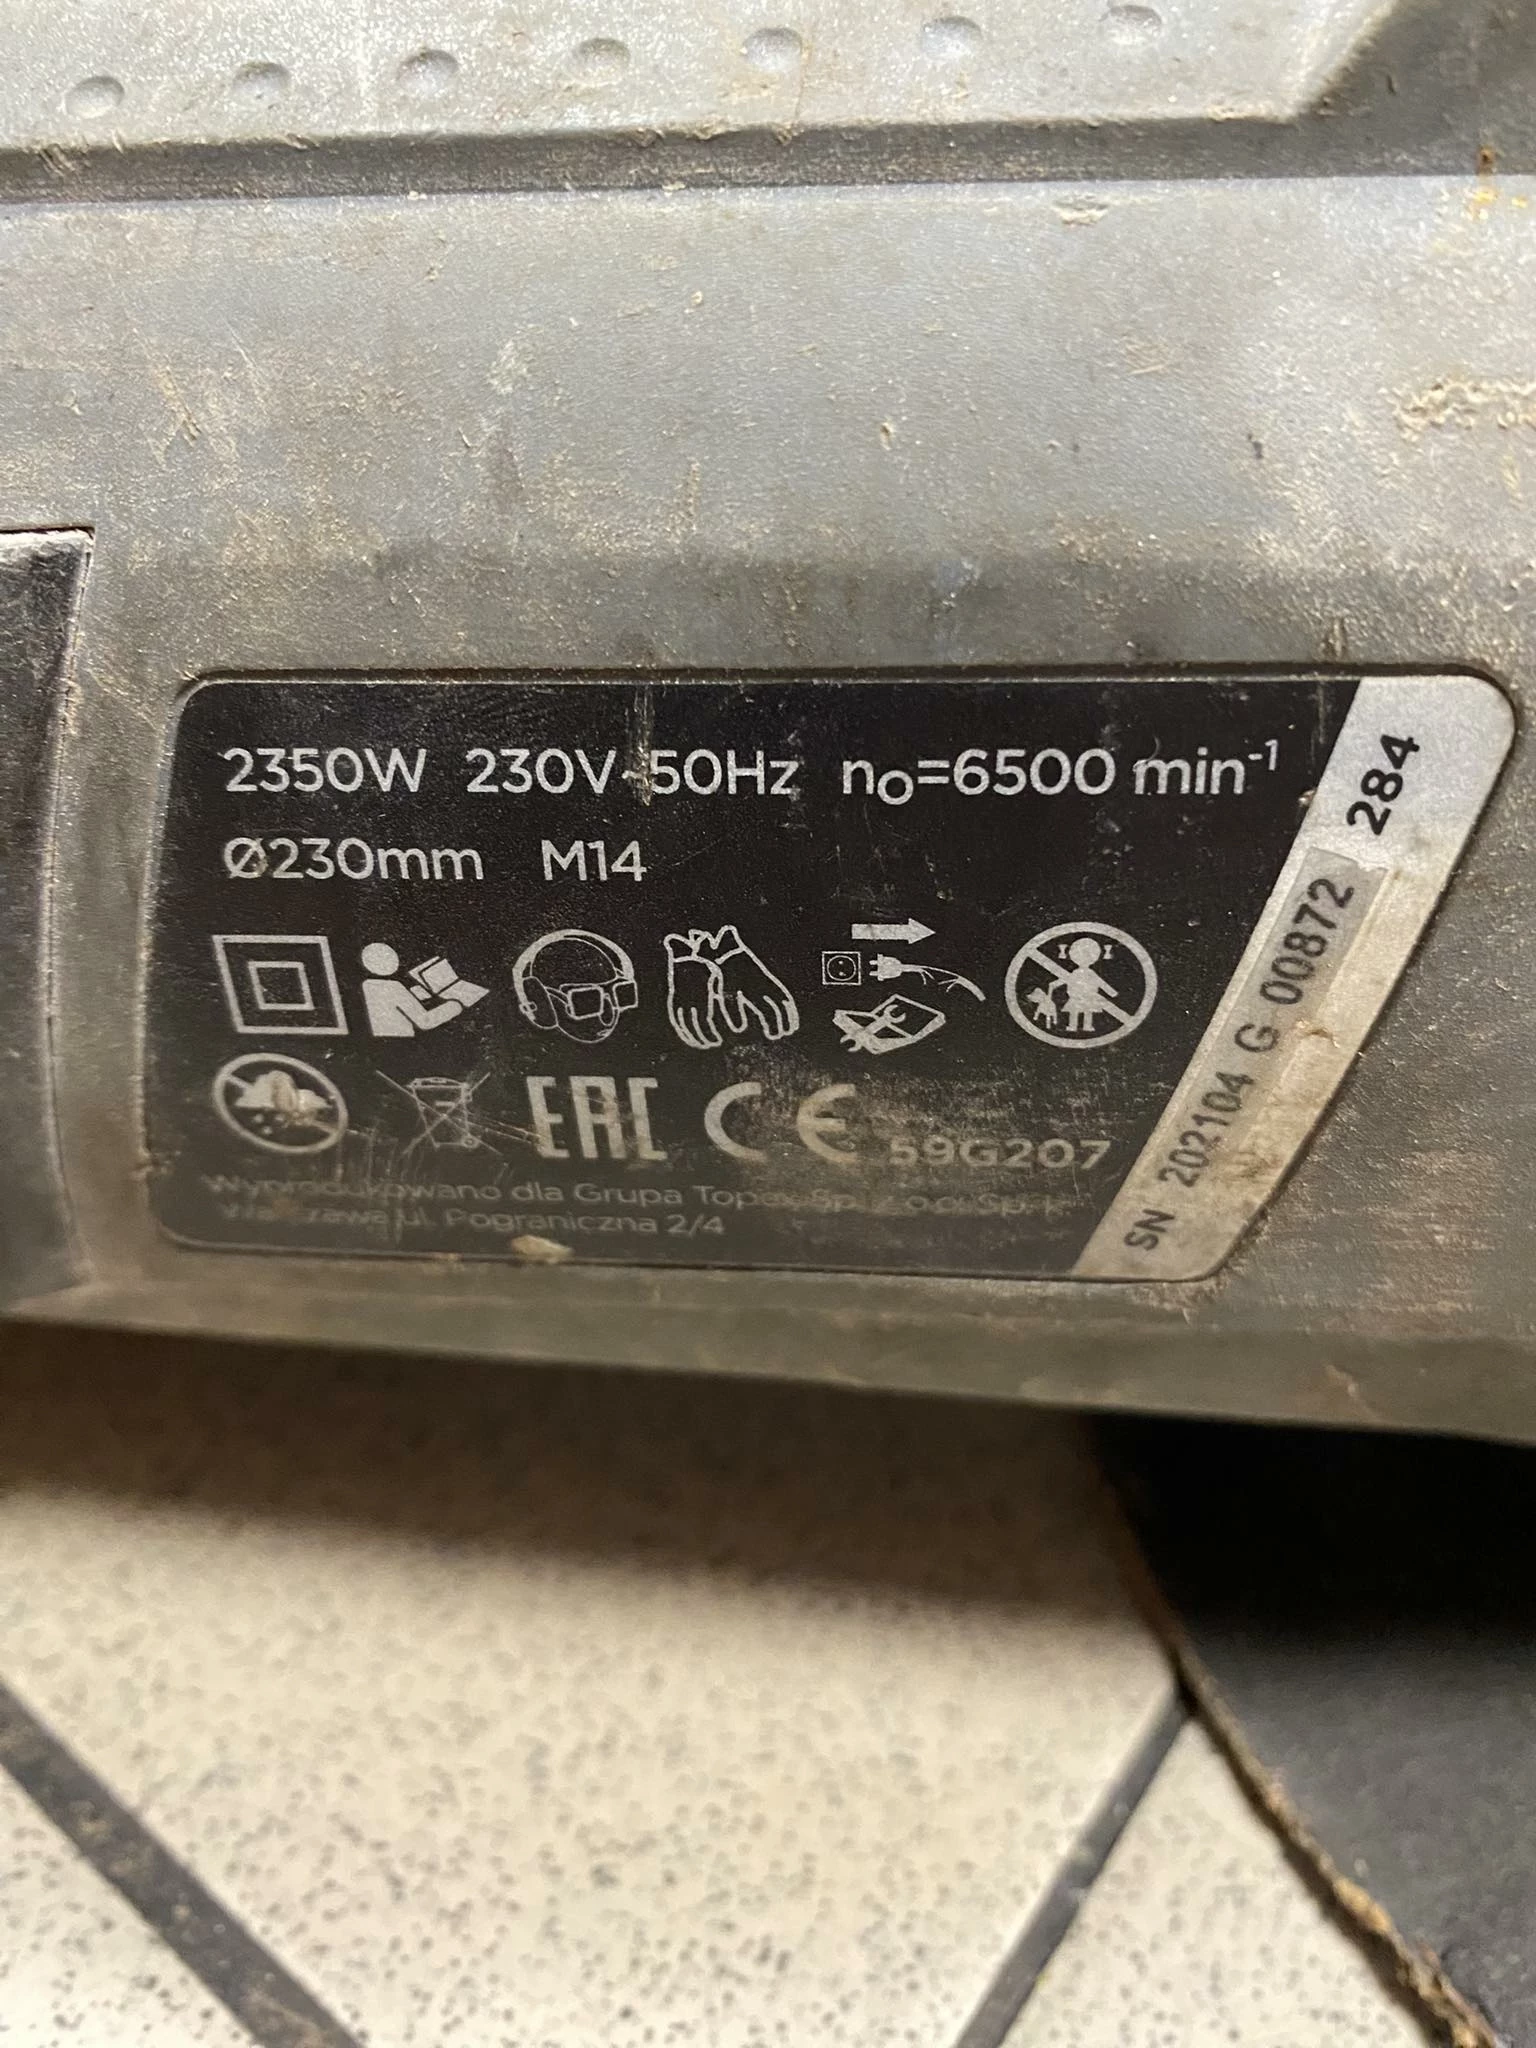 2350W 230V~50Hz n₀=6500 min⁻¹
Ø230mm M14
EAC CE 59G207
Wyprodukowano dla Grupa Topex Sp. z o.o. Sp. k.
Warszawa, ul. Pograniczna 2/4
SN 202104 G 00872 284